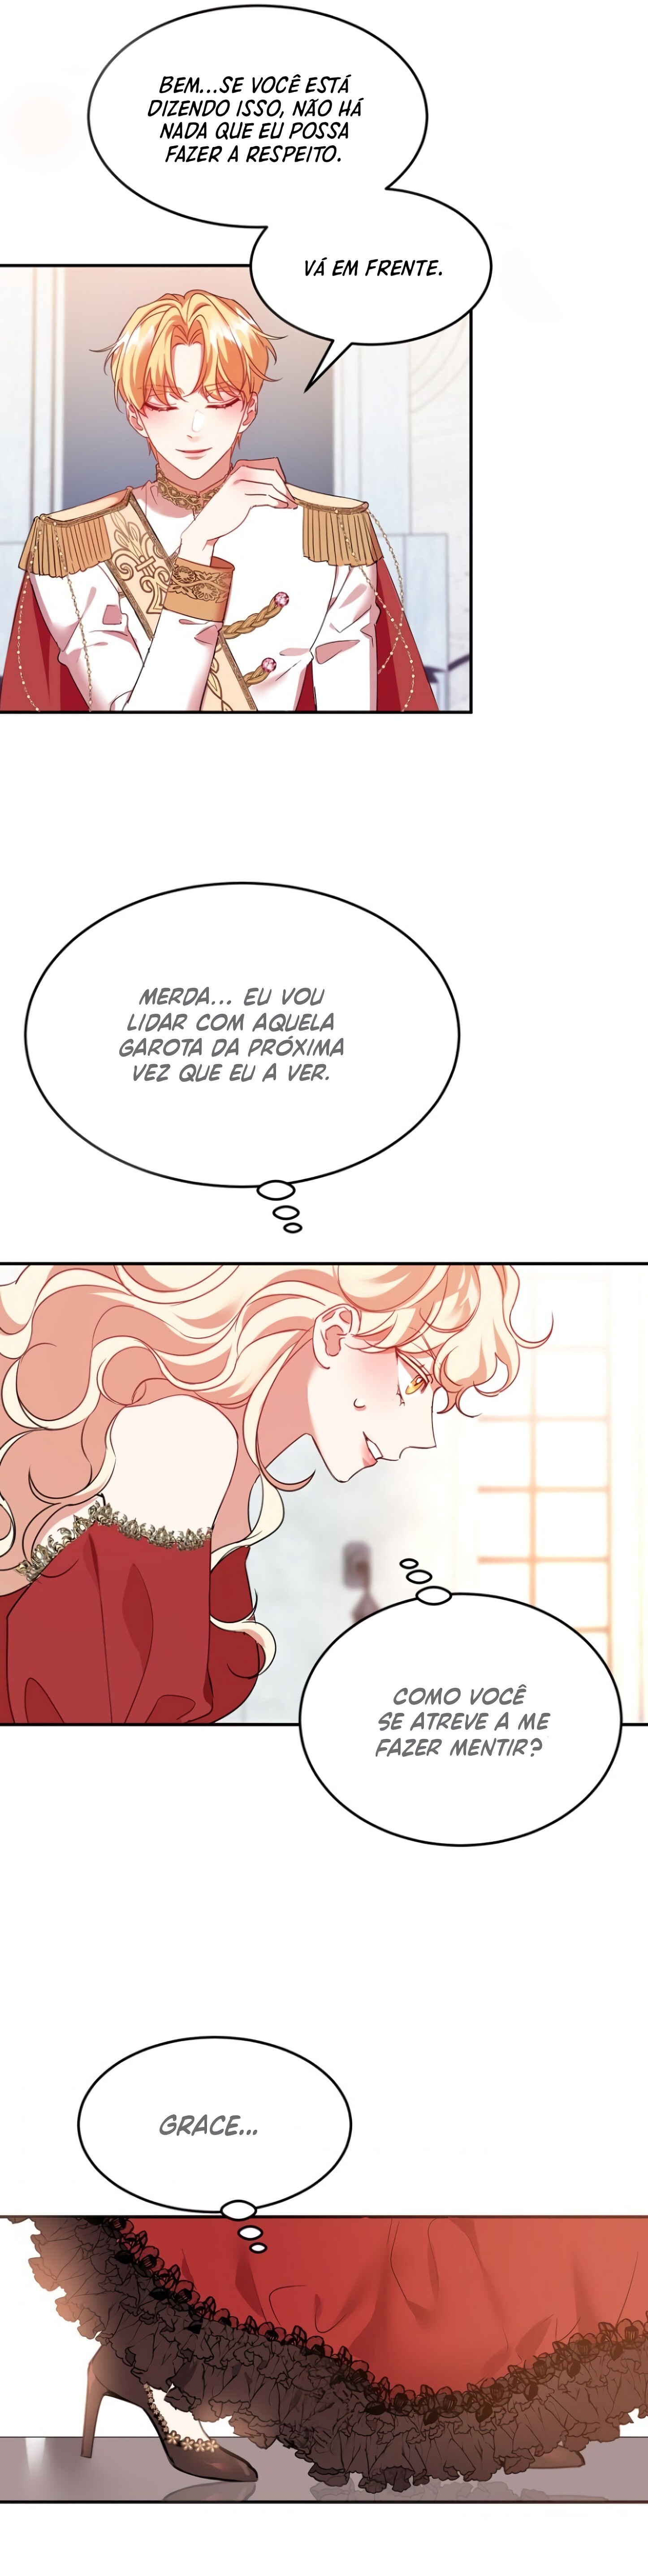 BEM...SE VOCÊ ESTÁ
DIZENDO ISSO, NÃO HÁ
NADA QUE EU POSSA
FAZER A RESPEITO.
VÁ EM FRENTE.
MERDA... EU VOU
LIDAR COM AQUELA
GAROTA DA PRÓXIMA
VEZ QUE EU A VER.
COMO VOCÊ
SE ATREVE A ME
FAZER MENTIR?
GRACE...